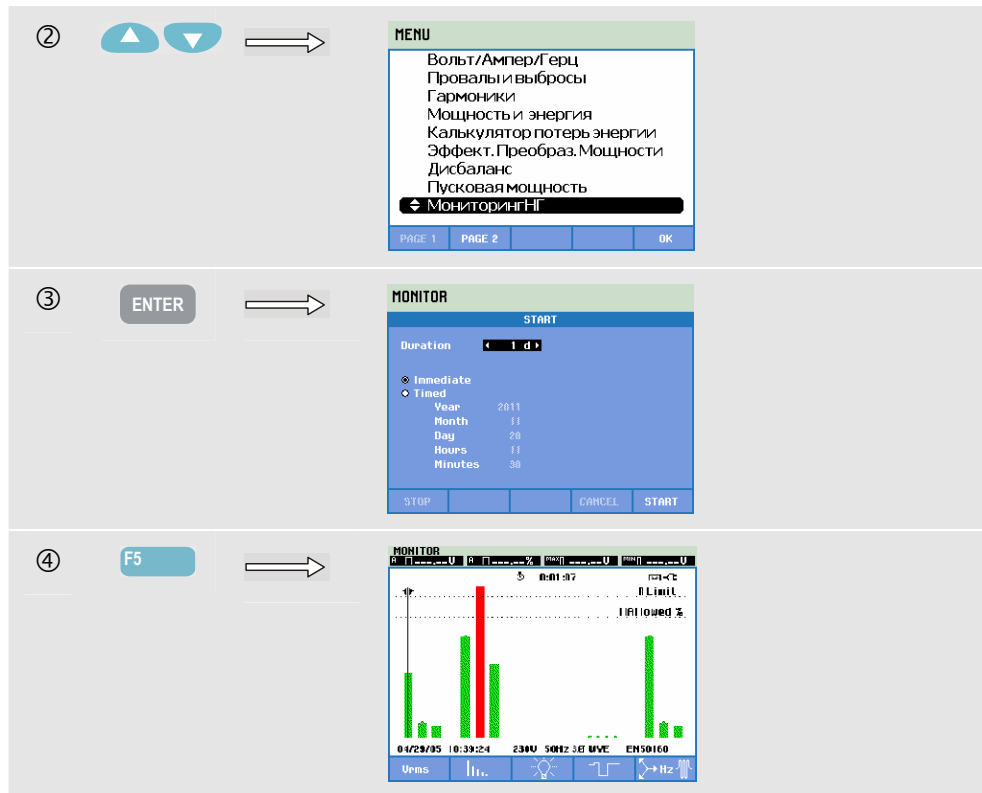 ②
MENU
Вольт/Ампер/Герц
Провалы и выбросы
Гармоники
Мощность и энергия
Калькулятор потерь энергии
Эффект. Преобраз. Мощности
Дисбаланс
Пусковая мощность
МониторингНГ
PAGE 1 PAGE 2 OK
③ ENTER
MONITOR
START
Duration 1 d
Immediate
Timed
Year 2011
Month 11
Day 20
Hours 11
Minutes 30
STOP CANCEL START
④ F5
MONITOR
0:01:07
Limit
Allowed %
04/29/05 10:39:24 230V 50Hz 3Ø WYE EN50160
Vrms Hz